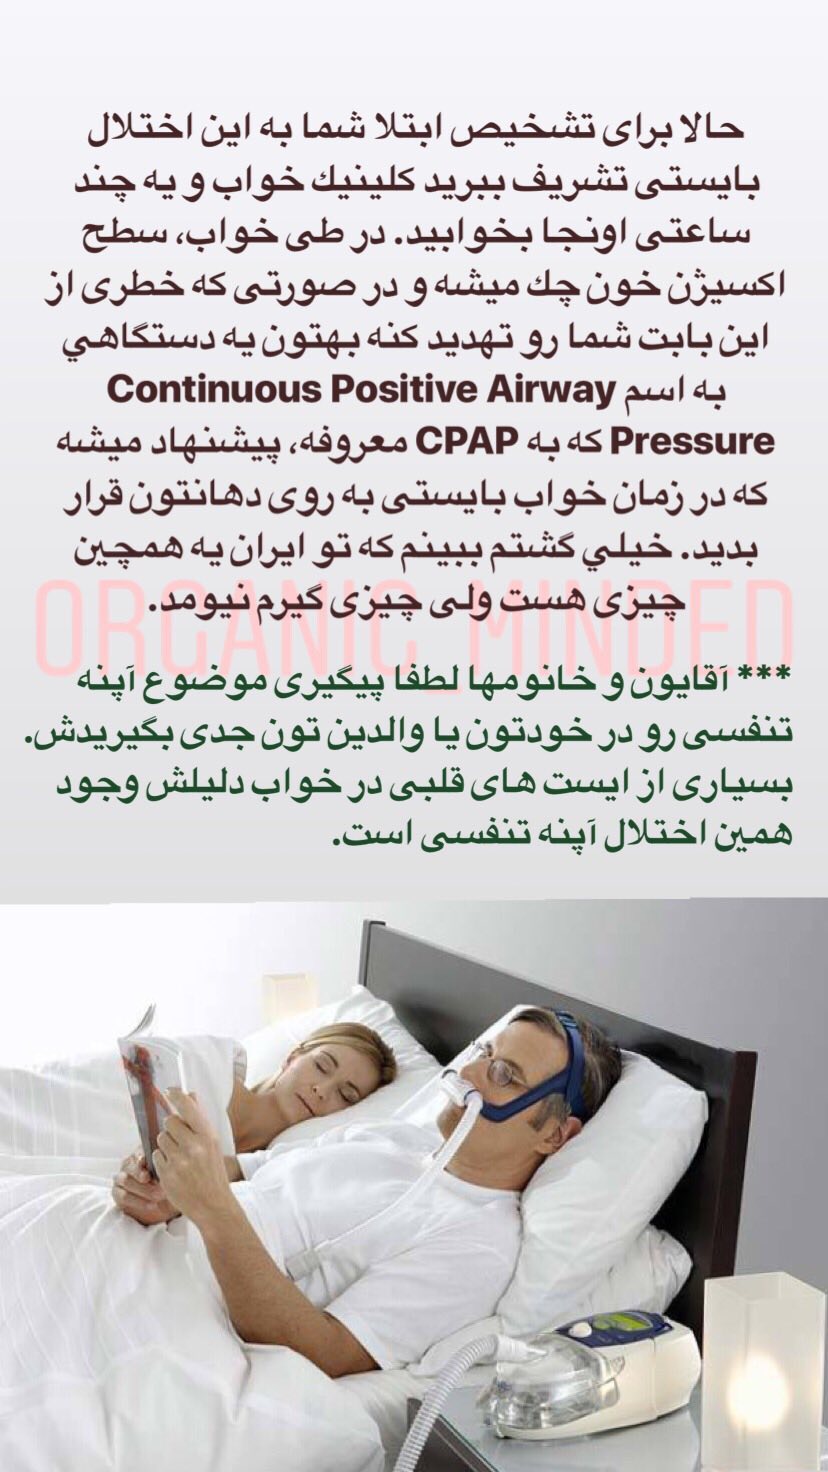 حالا برای تشخیص ابتلا شما به این اختلال
بایستی تشریف ببرید کلینیك خواب و یه چند
ساعتی اونجا بخوابید. در طی خواب، سطح
اکسیژن خون چك میشه و در صورتی که خطری از
این بابت شما رو تهدید کنه بهتون یه دستگاهي
به اسم Continuous Positive Airway
Pressure که به CPAP معروفه، پیشنهاد میشه
که در زمان خواب بایستی به روی دهانتون قرار
بدید. خیلي گشتم ببینم که تو ایران یه همچین
چیزی هست ولی چیزی گیرم نیومد.
ORGANIC_MINDED
*** آقایون و خانومها لطفا پیگیری موضوع آپنه
تنفسی رو در خودتون یا والدین تون جدی بگیریدش.
بسیاری از ایست های قلبی در خواب دلیلش وجود
همین اختلال آپنه تنفسی است.